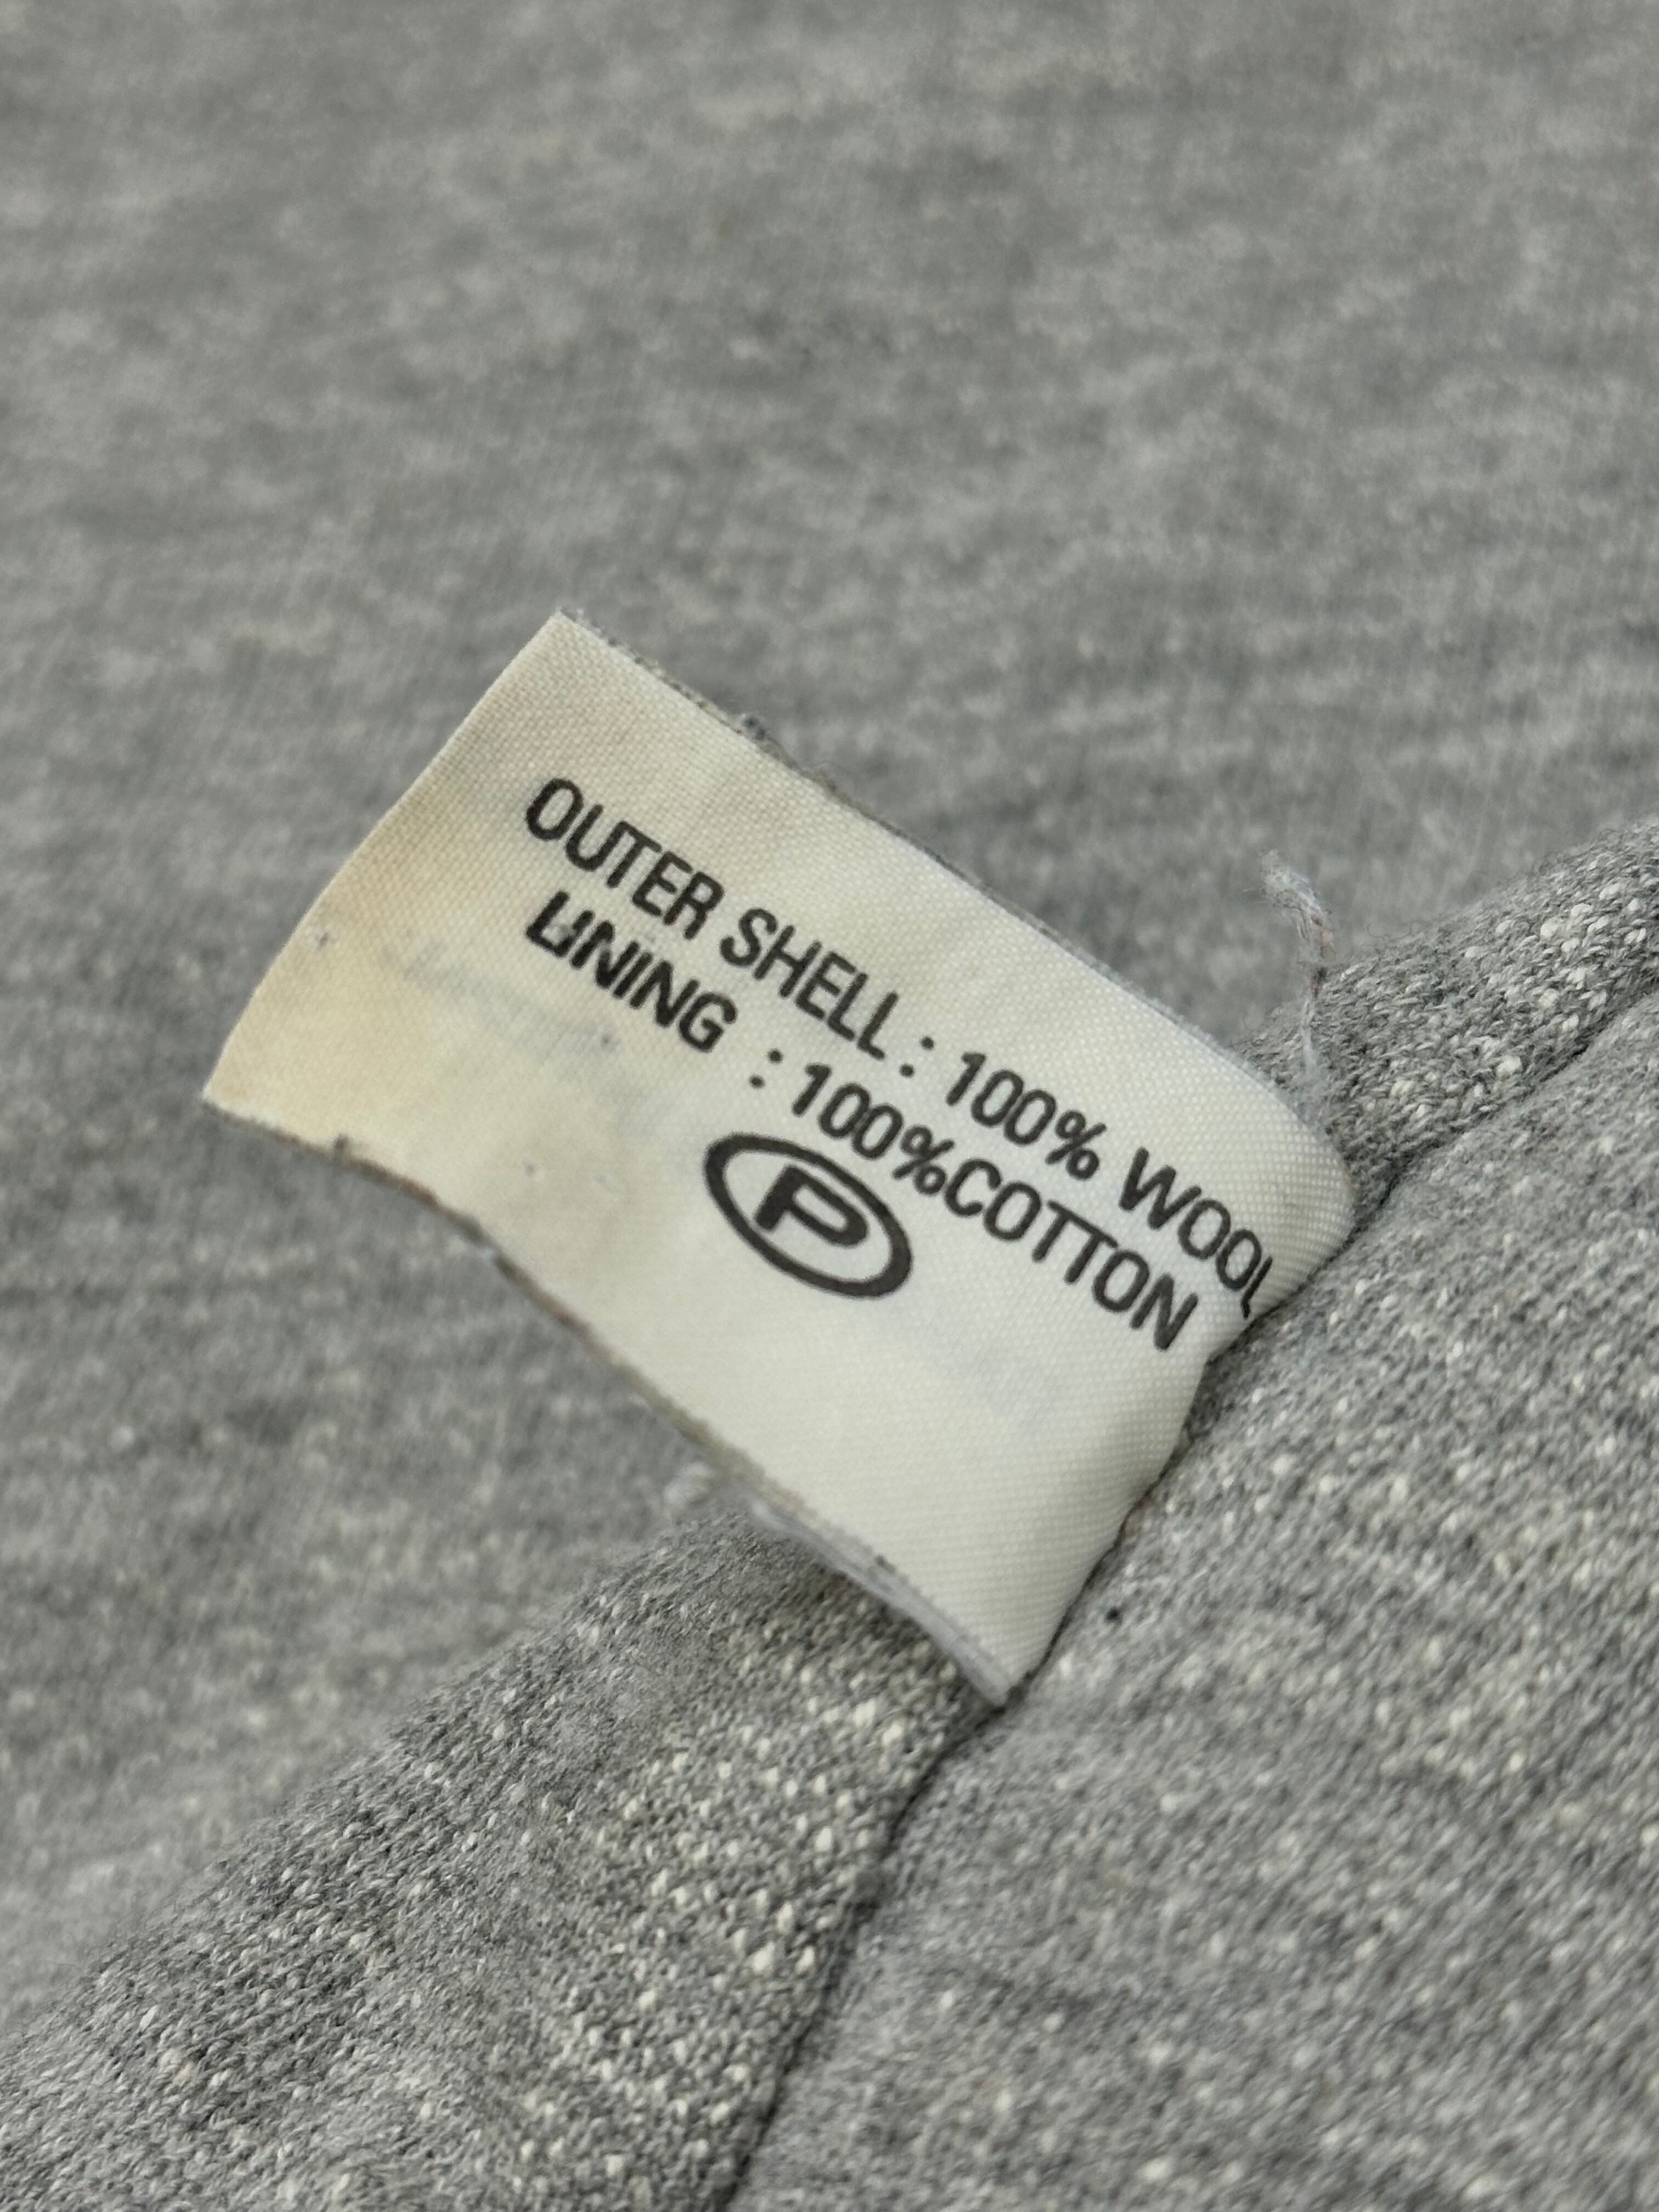 OUTER SHELL : 100% WOOL
LINING : 100%COTTON
P